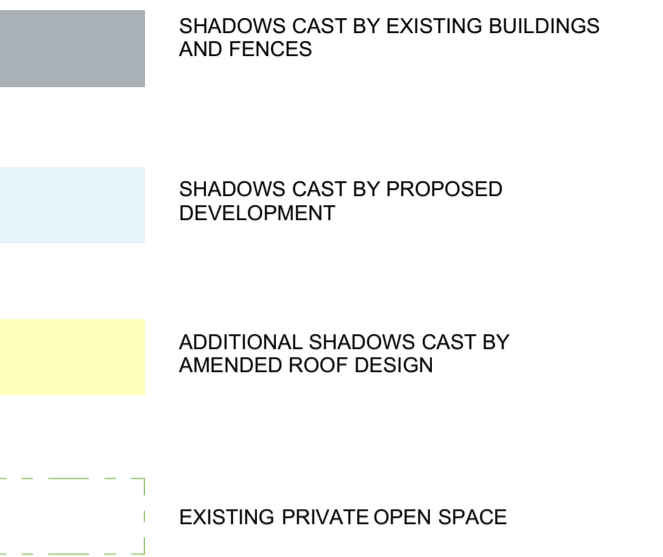 SHADOWS CAST BY EXISTING BUILDINGS
AND FENCES
SHADOWS CAST BY PROPOSED
DEVELOPMENT
ADDITIONAL SHADOWS CAST BY
AMENDED ROOF DESIGN
EXISTING PRIVATE OPEN SPACE